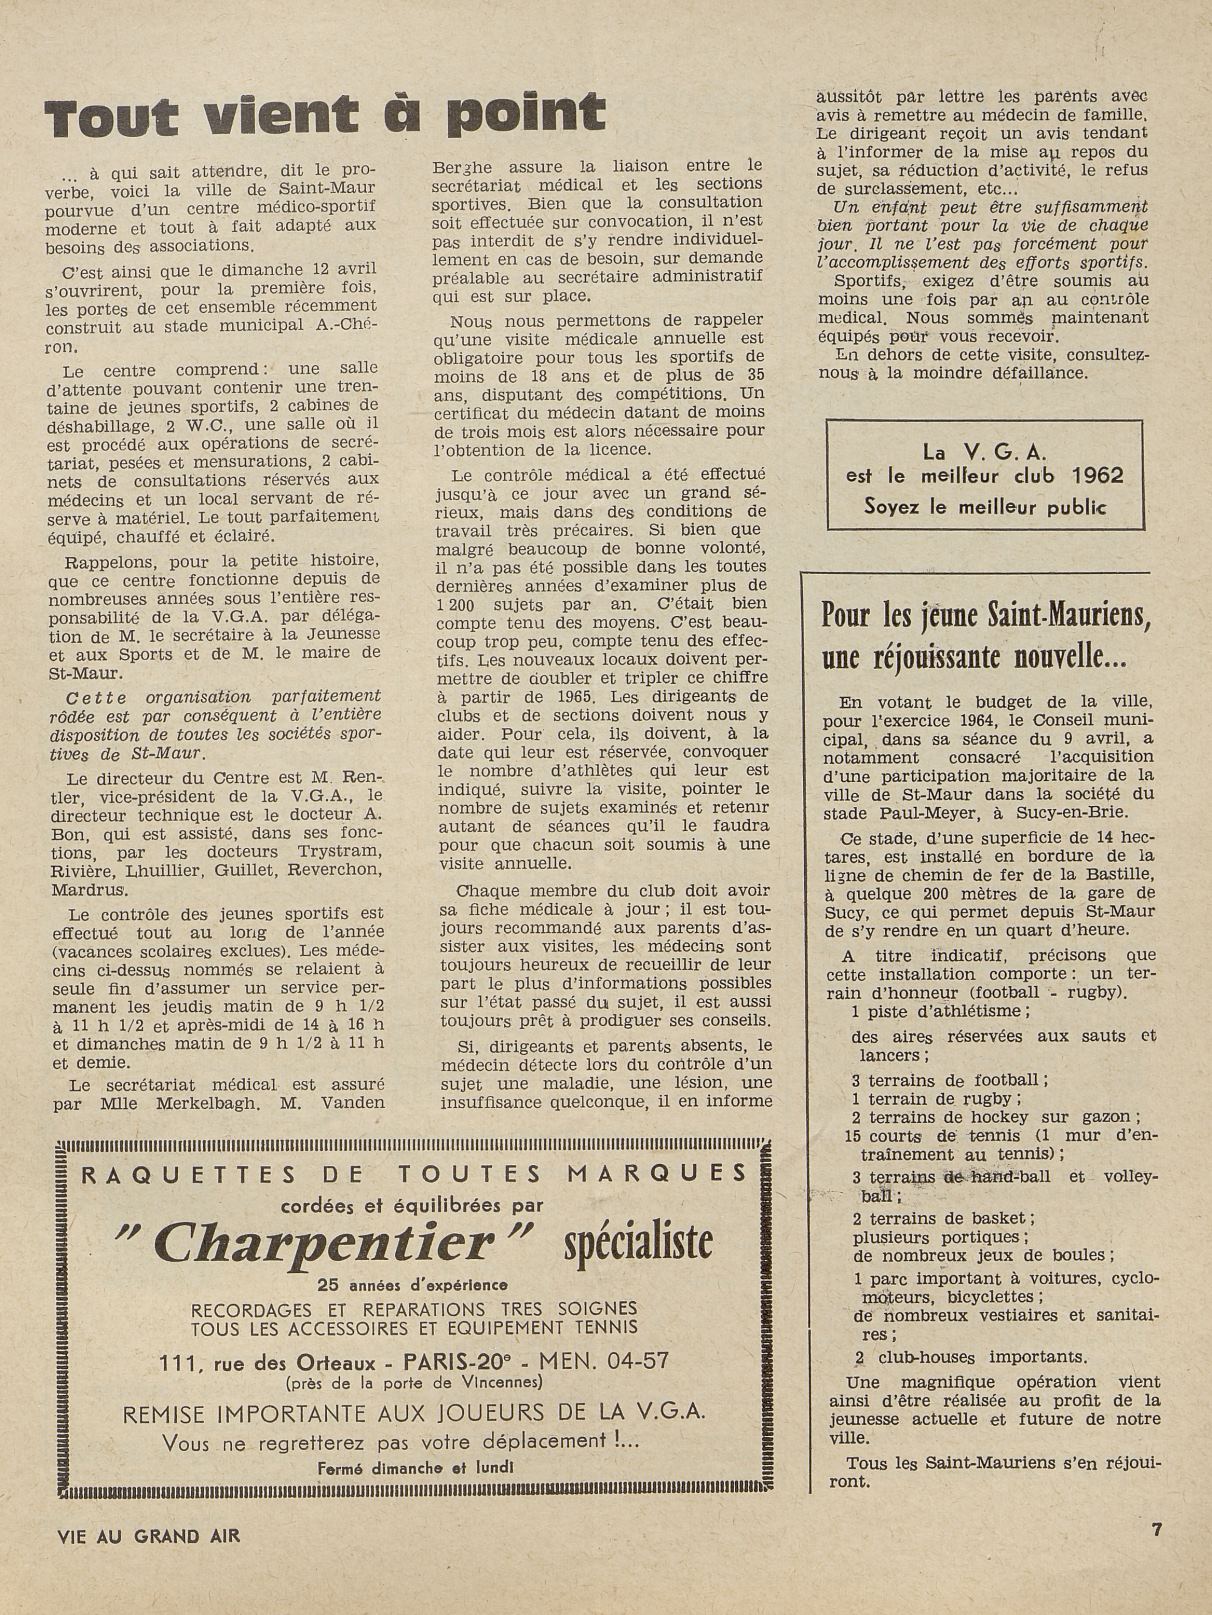 Tout vient à point
... à qui sait attendre, dit le pro-
verbe, voici la ville de Saint-Maur
pourvue d'un centre médico-sportif
moderne et tout à fait adapté aux
besoins des associations.
C'est ainsi que le dimanche 12 avril
s'ouvrirent, pour la première fois,
les portes de cet ensemble récemment
construit au stade municipal A.-Ché-
ron.
Le centre comprend : une salle
d'attente pouvant contenir une tren-
taine de jeunes sportifs, 2 cabines de
déshabillage, 2 W.C., une salle où il
est procédé aux opérations de secré-
tariat, pesées et mensurations, 2 cabi-
nets de consultations réservés aux
médecins et un local servant de ré-
serve à matériel. Le tout parfaitement
équipé, chauffé et éclairé.
Rappelons, pour la petite histoire,
que ce centre fonctionne depuis de
nombreuses années sous l'entière res-
ponsabilité de la V.G.A. par déléga-
tion de M. le secrétaire à la Jeunesse
et aux Sports et de M. le maire de
St-Maur.
Cette organisation parfaitement
rôdée est par conséquent à l'entière
disposition de toutes les sociétés spor-
tives de St-Maur.
Le directeur du Centre est M. Ren-
tler, vice-président de la V.G.A., le
directeur technique est le docteur A.
Bon, qui est assisté, dans ses fonc-
tions, par les docteurs Trystram,
Rivière, Lhuillier, Guillet, Reverchon,
Mardrus.
Le contrôle des jeunes sportifs est
effectué tout au long de l'année
(vacances scolaires exclues). Les méde-
cins ci-dessus nommés se relaient à
seule fin d'assumer un service per-
manent les jeudis matin de 9 h 1/2
à 11 h 1/2 et après-midi de 14 à 16 h
et dimanches matin de 9 h 1/2 à 11 h
et demie.
Le secrétariat médical est assuré
par Mlle Merkelbagh. M. Vanden
Berghe assure la liaison entre le
secrétariat médical et les sections
sportives. Bien que la consultation
soit effectuée sur convocation, il n'est
pas interdit de s'y rendre individuel-
lement en cas de besoin, sur demande
préalable au secrétaire administratif
qui est sur place.
Nous nous permettons de rappeler
qu'une visite médicale annuelle est
obligatoire pour tous les sportifs de
moins de 18 ans et de plus de 35
ans, disputant des compétitions. Un
certificat du médecin datant de moins
de trois mois est alors nécessaire pour
l'obtention de la licence.
Le contrôle médical a été effectué
jusqu'à ce jour avec un grand sé-
rieux, mais dans des conditions de
travail très précaires. Si bien que
malgré beaucoup de bonne volonté,
il n'a pas été possible dans les toutes
dernières années d'examiner plus de
1 200 sujets par an. C'était bien
compte tenu des moyens. C'est beau-
coup trop peu, compte tenu des effec-
tifs. Les nouveaux locaux doivent per-
mettre de doubler et tripler ce chiffre
à partir de 1965. Les dirigeants de
clubs et de sections doivent nous y
aider. Pour cela, ils doivent, à la
date qui leur est réservée, convoquer
le nombre d'athlètes qui leur est
indiqué, suivre la visite, pointer le
nombre de sujets examinés et retenir
autant de séances qu'il le faudra
pour que chacun soit soumis à une
visite annuelle.
Chaque membre du club doit avoir
sa fiche médicale à jour ; il est tou-
jours recommandé aux parents d'as-
sister aux visites, les médecins sont
toujours heureux de recueillir de leur
part le plus d'informations possibles
sur l'état passé du sujet, il est aussi
toujours prêt à prodiguer ses conseils.
Si, dirigeants et parents absents, le
médecin détecte lors du contrôle d'un
sujet une maladie, une lésion, une
insuffisance quelconque, il en informe
aussitôt par lettre les parents avec
avis à remettre au médecin de famille.
Le dirigeant reçoit un avis tendant
à l'informer de la mise au repos du
sujet, sa réduction d'activité, le refus
de surclassement, etc...
Un enfant peut être suffisamment
bien portant pour la vie de chaque
jour. Il ne l'est pas forcément pour
l'accomplissement des efforts sportifs.
Sportifs, exigez d'être soumis au
moins une fois par an au contrôle
medical. Nous sommes maintenant
équipés pour vous recevoir.
En dehors de cette visite, consultez-
nous à la moindre défaillance.
La V. G. A.
est le meilleur club 1962
Soyez le meilleur public
Pour les jeune Saint-Mauriens,
une réjouissante nouvelle...
En votant le budget de la ville,
pour l'exercice 1964, le Conseil muni-
cipal, dans sa séance du 9 avril, a
notamment consacré l'acquisition
d'une participation majoritaire de la
ville de St-Maur dans la société du
stade Paul-Meyer, à Sucy-en-Brie.
Ce stade, d'une superficie de 14 hec-
tares, est installé en bordure de la
ligne de chemin de fer de la Bastille,
à quelque 200 mètres de la gare de
Sucy, ce qui permet depuis St-Maur
de s'y rendre en un quart d'heure.
A titre indicatif, précisons que
cette installation comporte : un ter-
rain d'honneur (football - rugby).
1 piste d'athlétisme ;
des aires réservées aux sauts et
lancers ;
3 terrains de football ;
1 terrain de rugby ;
2 terrains de hockey sur gazon ;
15 courts de tennis (1 mur d'en-
traînement au tennis) ;
3 terrains de hand-ball et volley-
ball ;
2 terrains de basket ;
plusieurs portiques ;
de nombreux jeux de boules ;
1 parc important à voitures, cyclo-
moteurs, bicyclettes ;
de nombreux vestiaires et sanitai-
res ;
2 club-houses importants.
Une magnifique opération vient
ainsi d'être réalisée au profit de la
jeunesse actuelle et future de notre
ville.
Tous les Saint-Mauriens s'en réjoui-
ront.
RAQUETTES DE TOUTES MARQUES
cordées et équilibrées par
" Charpentier " spécialiste
25 années d'expérience
RECORDAGES ET REPARATIONS TRES SOIGNES
TOUS LES ACCESSOIRES ET EQUIPEMENT TENNIS
111, rue des Orteaux - PARIS-20e - MEN. 04-57
(près de la porte de Vincennes)
REMISE IMPORTANTE AUX JOUEURS DE LA V.G.A.
Vous ne regretterez pas votre déplacement !...
Fermé dimanche et lundi
VIE AU GRAND AIR
7